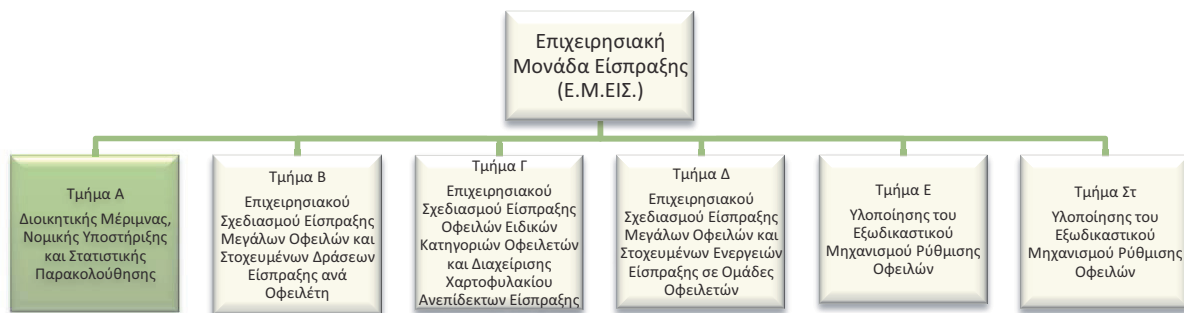 Επιχειρησιακή
Μονάδα Είσπραξης
(Ε.Μ.ΕΙΣ.)
Τμήμα Α
Διοικητικής Μέριμνας,
Νομικής Υποστήριξης
και Στατιστικής
Παρακολούθησης
Τμήμα Β
Επιχειρησιακού
Σχεδιασμού Είσπραξης
Μεγάλων Οφειλών και
Στοχευμένων Δράσεων
Είσπραξης ανά
Οφειλέτη
Τμήμα Γ
Επιχειρησιακού
Σχεδιασμού Είσπραξης
Οφειλών Ειδικών
Κατηγοριών Οφειλετών
και Διαχείρισης
Χαρτοφυλακίου
Ανεπίδεκτων Είσπραξης
Τμήμα Δ
Επιχειρησιακού
Σχεδιασμού Είσπραξης
Μεγάλων Οφειλών και
Στοχευμένων Ενεργειών
Είσπραξης σε Ομάδες
Οφειλετών
Τμήμα Ε
Υλοποίησης του
Εξωδικαστικού
Μηχανισμού Ρύθμισης
Οφειλών
Τμήμα Στ
Υλοποίησης του
Εξωδικαστικού
Μηχανισμού Ρύθμισης
Οφειλών